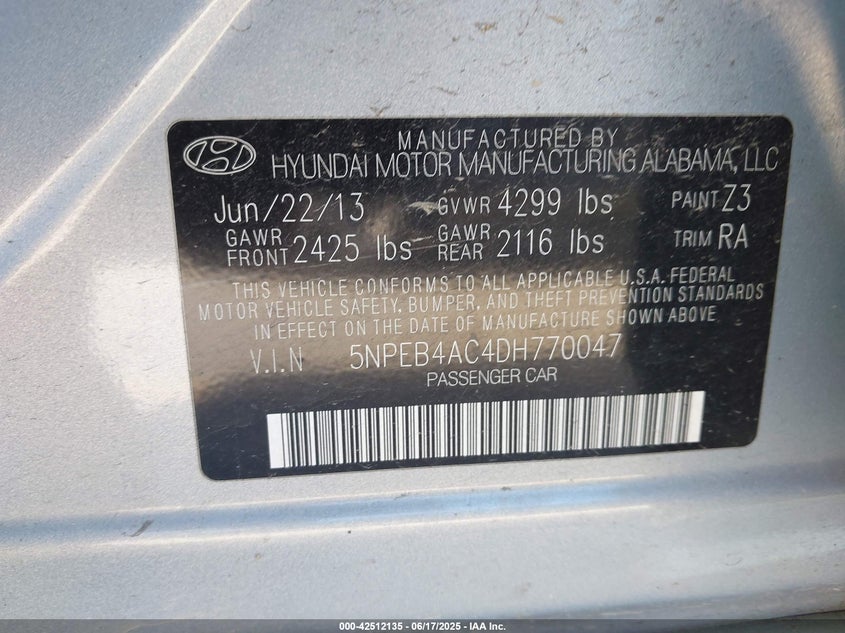 MANUFACTURED BY
HYUNDAI MOTOR MANUFACTURING ALABAMA, LLC
Jun/22/13 GVWR 4299 lbs PAINT Z3
GAWR FRONT 2425 lbs GAWR REAR 2116 lbs TRIM RA
THIS VEHICLE CONFORMS TO ALL APPLICABLE U.S.A. FEDERAL
MOTOR VEHICLE SAFETY, BUMPER, AND THEFT PREVENTION STANDARDS
IN EFFECT ON THE DATE OF MANUFACTURE SHOWN ABOVE
V.I.N 5NPEB4AC4DH770047
PASSENGER CAR
000-42512135 - 06/17/2025 - IAA Inc.